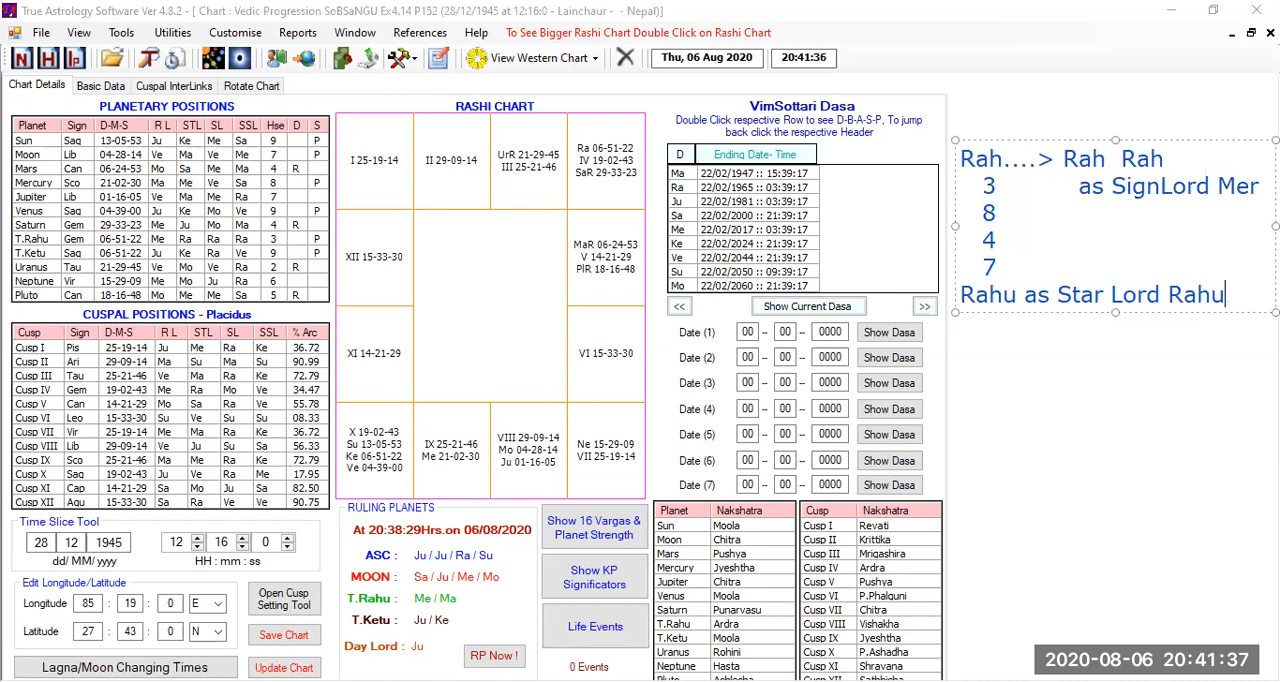 True Astrology Software Ver 4.8.2 - [ Chart : Vedic Progression SoBSaNGU Ex4.14 P152 (28/12/1945 at 12:16:0 - Lainchaur - - Nepal)]
File View Tools Utilities Customise Reports Window References Help To See Bigger Rashi Chart Double Click on Rashi Chart
N H Ip View Western Chart Thu, 06 Aug 2020 20:41:36
Chart Details Basic Data Cuspal InterLinks Rotate Chart
PLANETARY POSITIONS
Planet Sign D-M-S R L STL SL SSL Hse D S
Sun Sag 13-05-53 Ju Ke Me Sa 9 P
Moon Lib 04-28-14 Ve Ma Ve Me 7 P
Mars Can 06-24-53 Mo Sa Me Ma 4 R
Mercury Sco 21-02-30 Ma Me Ve Sa 8 P
Jupiter Lib 01-16-05 Ve Ma Me Ra 7
Venus Sag 04-39-00 Ju Ke Mo Ve 9 P
Saturn Gem 29-33-23 Me Ju Mo Ma 4 R
T.Rahu Gem 06-51-22 Me Ra Ra Ra 3 P
T.Ketu Sag 06-51-22 Ju Ke Ra Ve 9 P
Uranus Tau 21-29-45 Ve Mo Ve Ra 2 R
Neptune Vir 15-29-09 Me Mo Ju Ra 6
Pluto Can 18-16-48 Mo Me Me Sa 5 R
CUSPAL POSITIONS - Placidus
Cusp Sign D-M-S R L STL SL SSL % Arc
Cusp I Pis 25-19-14 Ju Me Ra Ke 36.72
Cusp II Ari 29-09-14 Ma Su Ma Su 90.99
Cusp III Tau 25-21-46 Ve Ma Ra Ve 72.79
Cusp IV Gem 19-02-43 Me Ra Mo Ve 34.47
Cusp V Can 14-21-29 Mo Sa Ra Ve 55.78
Cusp VI Leo 15-33-30 Su Ve Su Su 08.33
Cusp VII Vir 25-19-14 Me Ma Ra Ke 36.72
Cusp VIII Lib 29-09-14 Ve Ju Su Sa 56.33
Cusp IX Sco 25-21-46 Ma Me Ra Ve 72.79
Cusp X Sag 19-02-43 Ju Ve Ra Me 17.95
Cusp XI Cap 14-21-29 Sa Mo Ju Sa 82.50
Cusp XII Aqu 15-33-30 Sa Ra Ve Ve 90.75
Time Slice Tool
28 12 1945 12 16 0
dd/ MM/ yyyy HH : mm : ss
Edit Longitude/Latitude
Longitude 85 : 19 : 0 E
Latitude 27 : 43 : 0 N
Open Cusp Setting Tool
Save Chart
Lagna/Moon Changing Times
Update Chart
RASHI CHART
I 25-19-14
II 29-09-14
UrR 21-29-45
III 25-21-46
Ra 06-51-22
IV 19-02-43
SaR 29-33-23
XII 15-33-30
MaR 06-24-53
V 14-21-29
PlR 18-16-48
XI 14-21-29
VI 15-33-30
X 19-02-43
Su 13-05-53
Ke 06-51-22
Ve 04-39-00
IX 25-21-46
Me 21-02-30
VIII 29-09-14
Mo 04-28-14
Ju 01-16-05
Ne 15-29-09
VII 25-19-14
RULING PLANETS
At 20:38:29Hrs.on 06/08/2020
ASC : Ju / Ju / Ra / Su
MOON : Sa / Ju / Me / Mo
T.Rahu : Me / Ma
T.Ketu : Ju / Ke
Day Lord : Ju
RP Now !
Show 16 Vargas &
Planet Strength
Show KP
Significators
Life Events
0 Events
VimSottari Dasa
Double Click respective Row to see D-B-A-S-P, To jump
back click the respective Header
D Ending Date- Time
Ma 22/02/1947 :: 15:39:17
Ra 22/02/1965 :: 03:39:17
Ju 22/02/1981 :: 03:39:17
Sa 22/02/2000 :: 21:39:17
Me 22/02/2017 :: 03:39:17
Ke 22/02/2024 :: 21:39:17
Ve 22/02/2044 :: 21:39:17
Su 22/02/2050 :: 09:39:17
Mo 22/02/2060 :: 21:39:17
<< Show Current Dasa >>
Date (1) 00 -- 00 -- 0000 Show Dasa
Date (2) 00 -- 00 -- 0000 Show Dasa
Date (3) 00 -- 00 -- 0000 Show Dasa
Date (4) 00 -- 00 -- 0000 Show Dasa
Date (5) 00 -- 00 -- 0000 Show Dasa
Date (6) 00 -- 00 -- 0000 Show Dasa
Date (7) 00 -- 00 -- 0000 Show Dasa
Planet Nakshatra
Sun Moola
Moon Chitra
Mars Pushya
Mercury Jyeshtha
Jupiter Chitra
Venus Moola
Saturn Punarvasu
T.Rahu Ardra
T.Ketu Moola
Uranus Rohini
Neptune Hasta
Cusp Nakshatra
Cusp I Revati
Cusp II Krittika
Cusp III Mrigashira
Cusp IV Ardra
Cusp V Pushya
Cusp VI P.Phalguni
Cusp VII Chitra
Cusp VIII Vishakha
Cusp IX Jyeshtha
Cusp X P.Ashadha
Cusp XI Shravana
Rah....> Rah Rah
3 as SignLord Mer
8
4
7
Rahu as Star Lord Rahu
2020-08-06 20:41:37